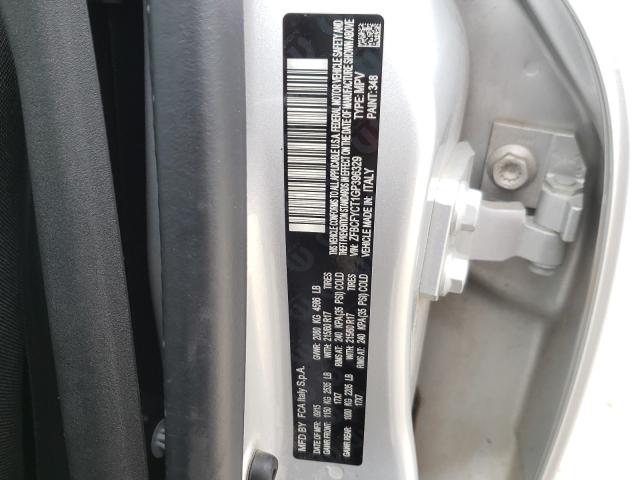 MFD.BY FCA Italy S.p.A.
DATE OF MFR: 09/15 GVWR: 2080 KG 4586 LB
GAWR FRONT: 1150 KG 2535 LB WITH: 215/60 R17 TIRES
17X7 RIMS AT: 240 KPA(35 PSI) COLD
GAWR REAR: 1000 KG 2205 LB WITH: 215/60 R17 TIRES
17X7 RIMS AT: 240 KPA(35 PSI) COLD
THIS VEHICLE CONFORMS TO ALL APPLICABLE U.S.A. FEDERAL MOTOR VEHICLE SAFETY AND
STANDARDS IN EFFECT ON THE DATE OF MANUFACTURE SHOWN ABOVE
VIN: ZFBCFYCT1GP396329 TYPE: MPV
VEHICLE MADE IN: ITALY PAINT: 348